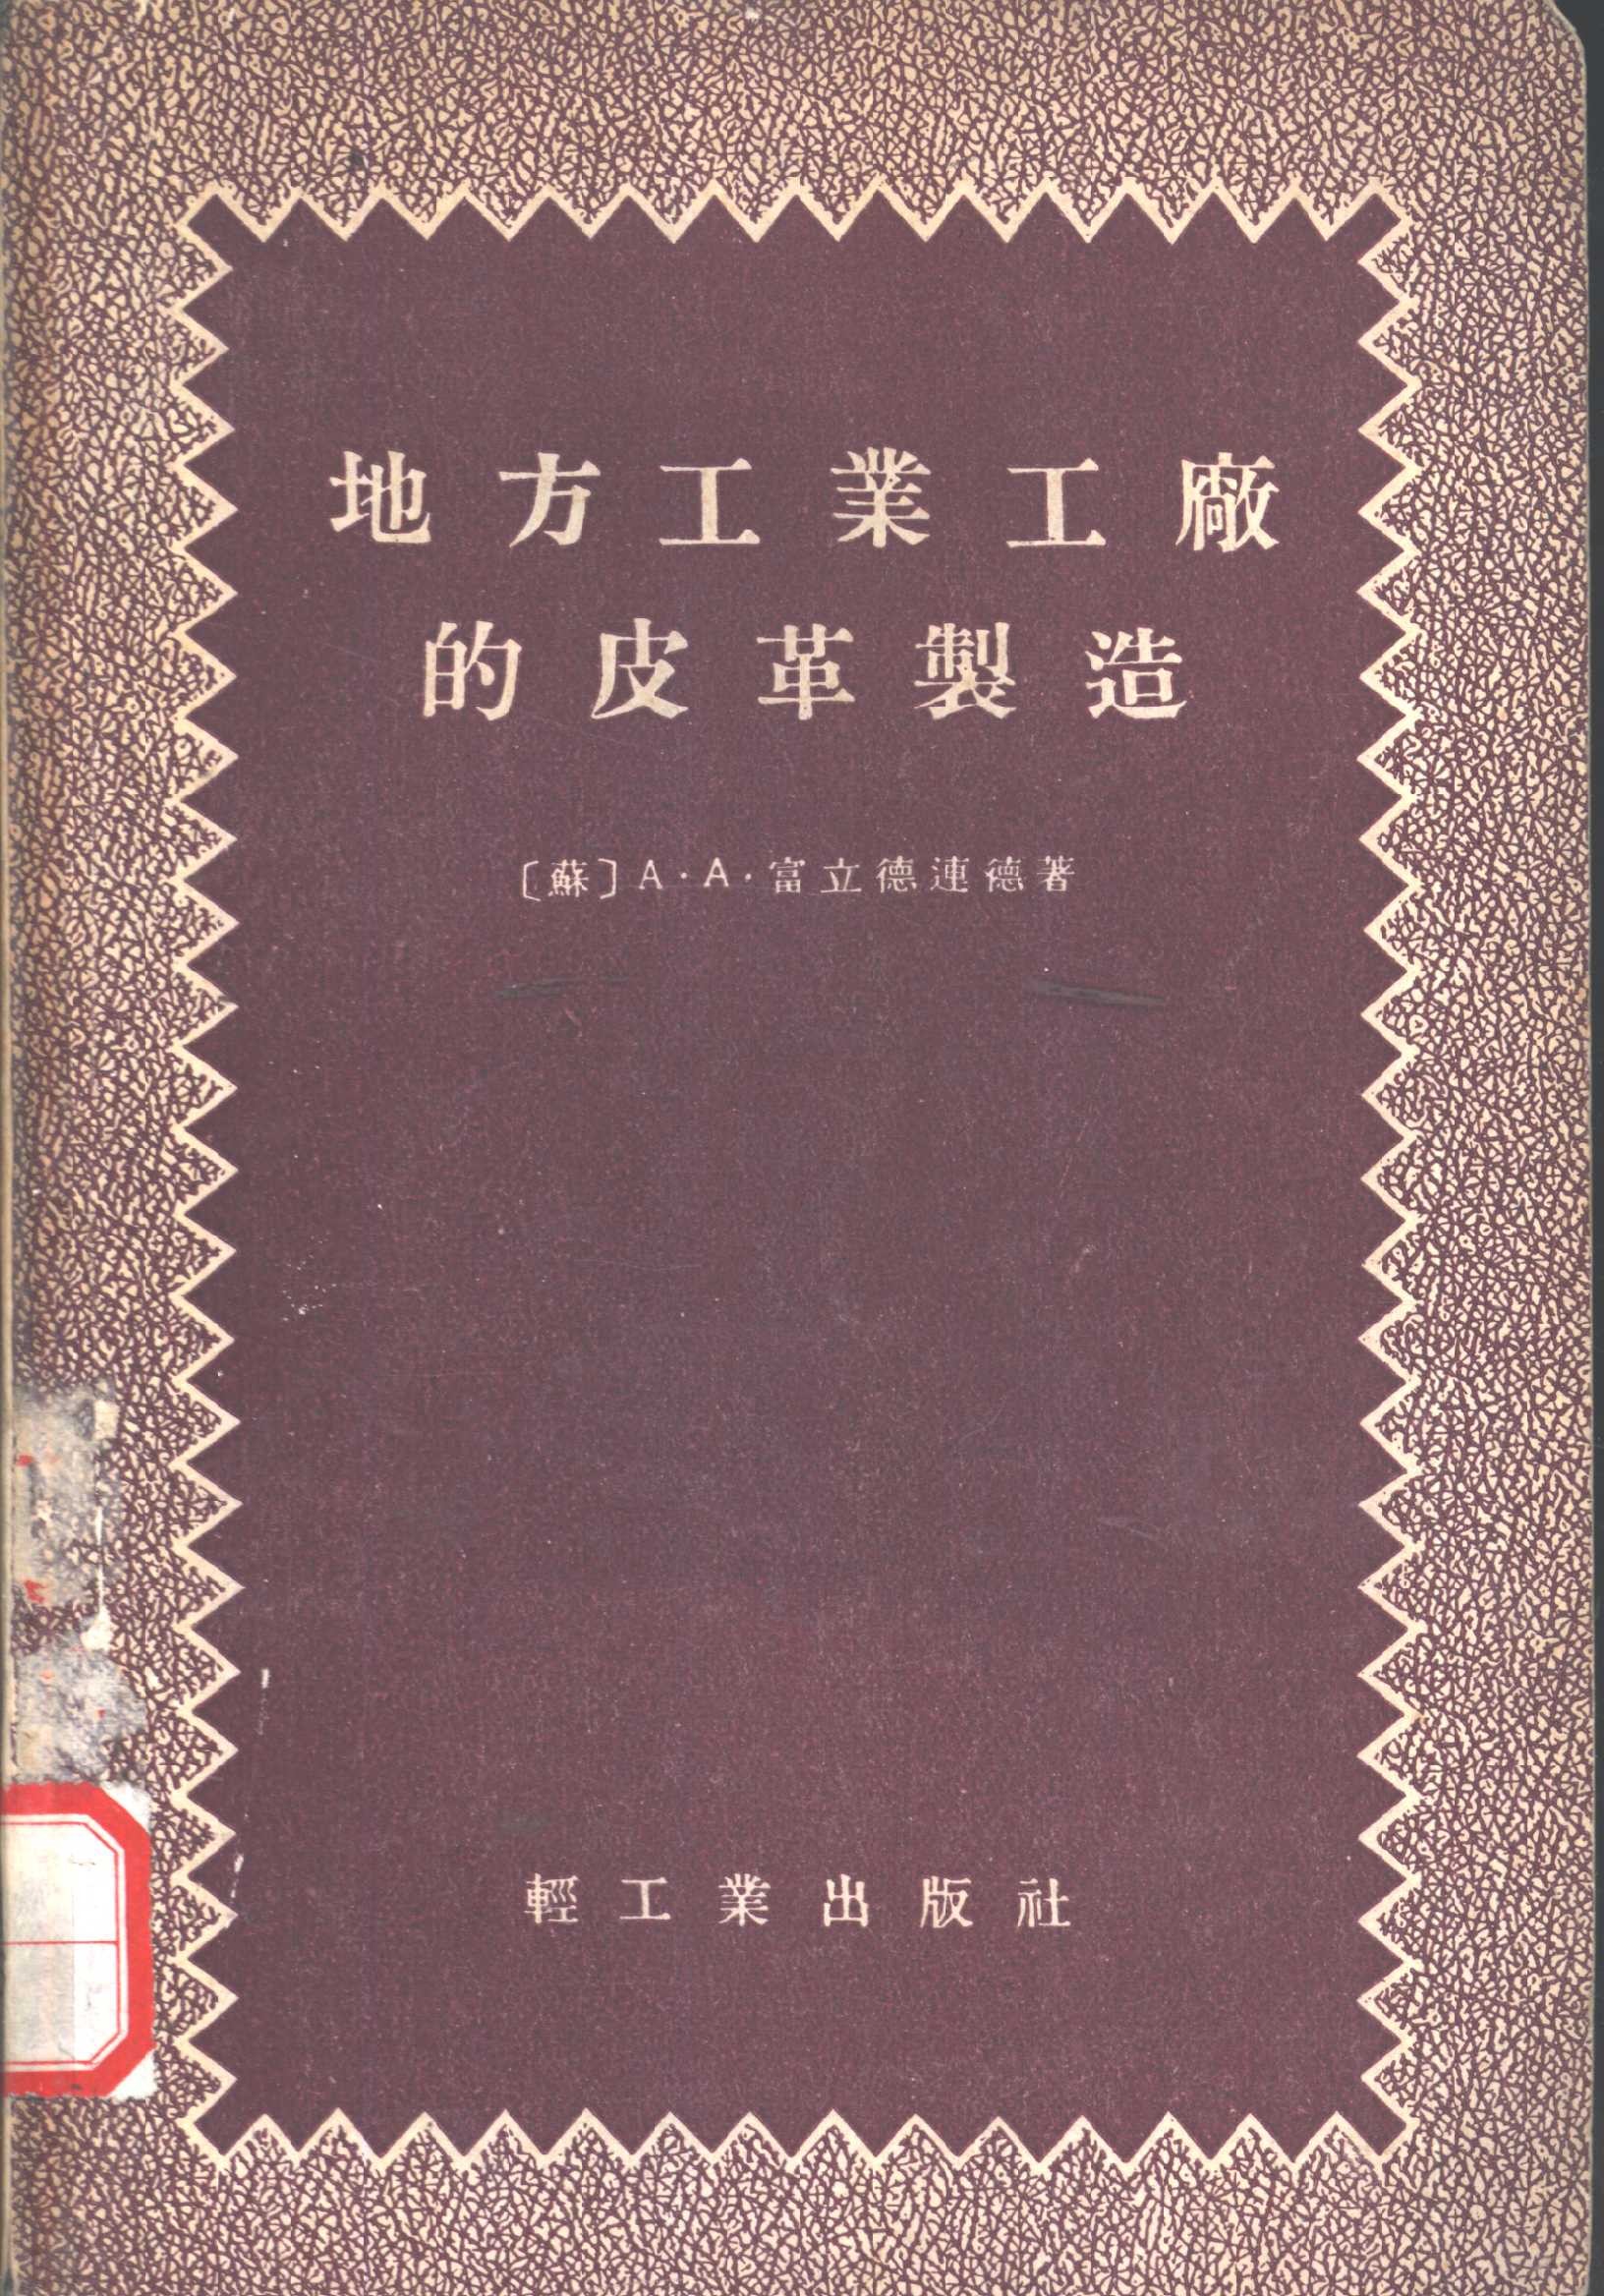 地方工業工廠
的皮革製造
〔蘇〕A·A·富立德連德著
輕工業出版社